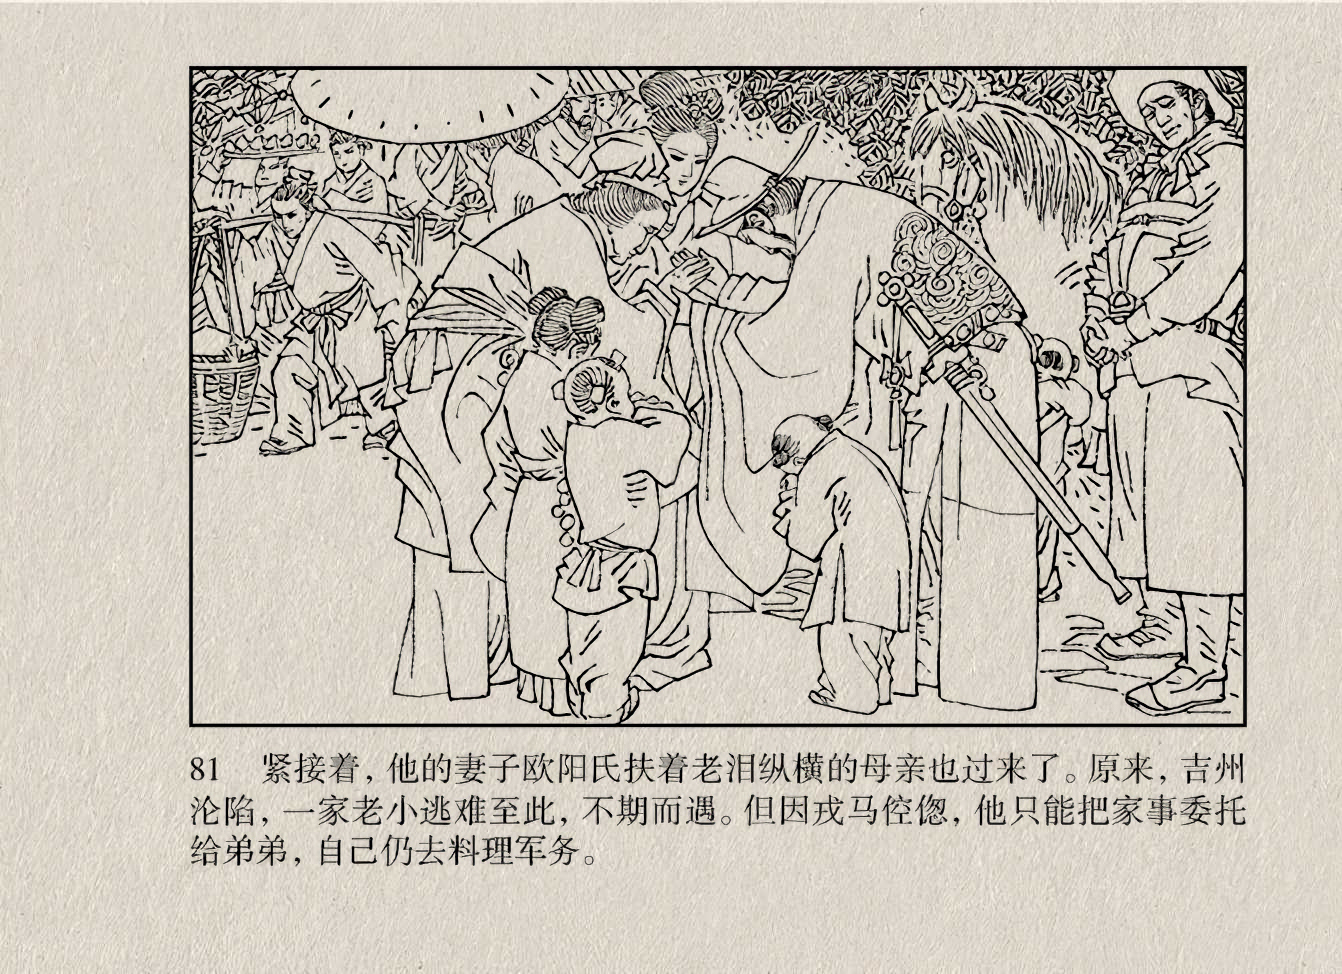 81 紧接着，他的妻子欧阳氏扶着老泪纵横的母亲也过来了。原来，吉州
沦陷，一家老小逃难至此，不期而遇。但因戎马倥偬，他只能把家事委托
给弟弟，自己仍去料理军务。